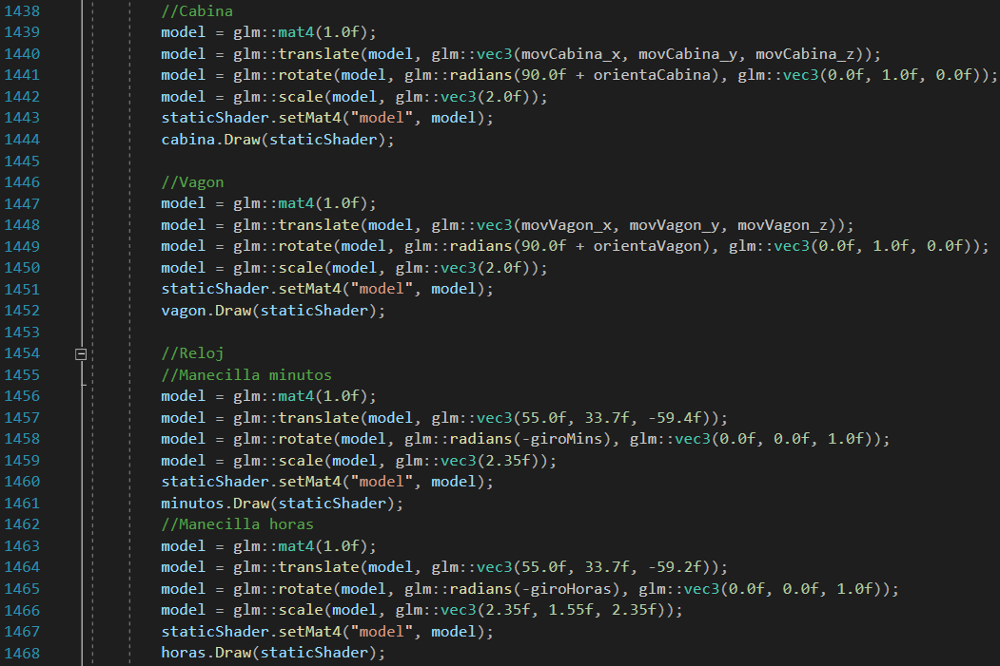 1438 //Cabina
1439 model = glm::mat4(1.0f);
1440 model = glm::translate(model, glm::vec3(movCabina_x, movCabina_y, movCabina_z));
1441 model = glm::rotate(model, glm::radians(90.0f + orientaCabina), glm::vec3(0.0f, 1.0f, 0.0f));
1442 model = glm::scale(model, glm::vec3(2.0f));
1443 staticShader.setMat4("model", model);
1444 cabina.Draw(staticShader);
1445
1446 //Vagon
1447 model = glm::mat4(1.0f);
1448 model = glm::translate(model, glm::vec3(movVagon_x, movVagon_y, movVagon_z));
1449 model = glm::rotate(model, glm::radians(90.0f + orientaVagon), glm::vec3(0.0f, 1.0f, 0.0f));
1450 model = glm::scale(model, glm::vec3(2.0f));
1451 staticShader.setMat4("model", model);
1452 vagon.Draw(staticShader);
1453
1454 //Reloj
1455 //Manecilla minutos
1456 model = glm::mat4(1.0f);
1457 model = glm::translate(model, glm::vec3(55.0f, 33.7f, -59.4f));
1458 model = glm::rotate(model, glm::radians(-giroMins), glm::vec3(0.0f, 0.0f, 1.0f));
1459 model = glm::scale(model, glm::vec3(2.35f));
1460 staticShader.setMat4("model", model);
1461 minutos.Draw(staticShader);
1462 //Manecilla horas
1463 model = glm::mat4(1.0f);
1464 model = glm::translate(model, glm::vec3(55.0f, 33.7f, -59.2f));
1465 model = glm::rotate(model, glm::radians(-giroHoras), glm::vec3(0.0f, 0.0f, 1.0f));
1466 model = glm::scale(model, glm::vec3(2.35f, 1.55f, 2.35f));
1467 staticShader.setMat4("model", model);
1468 horas.Draw(staticShader);